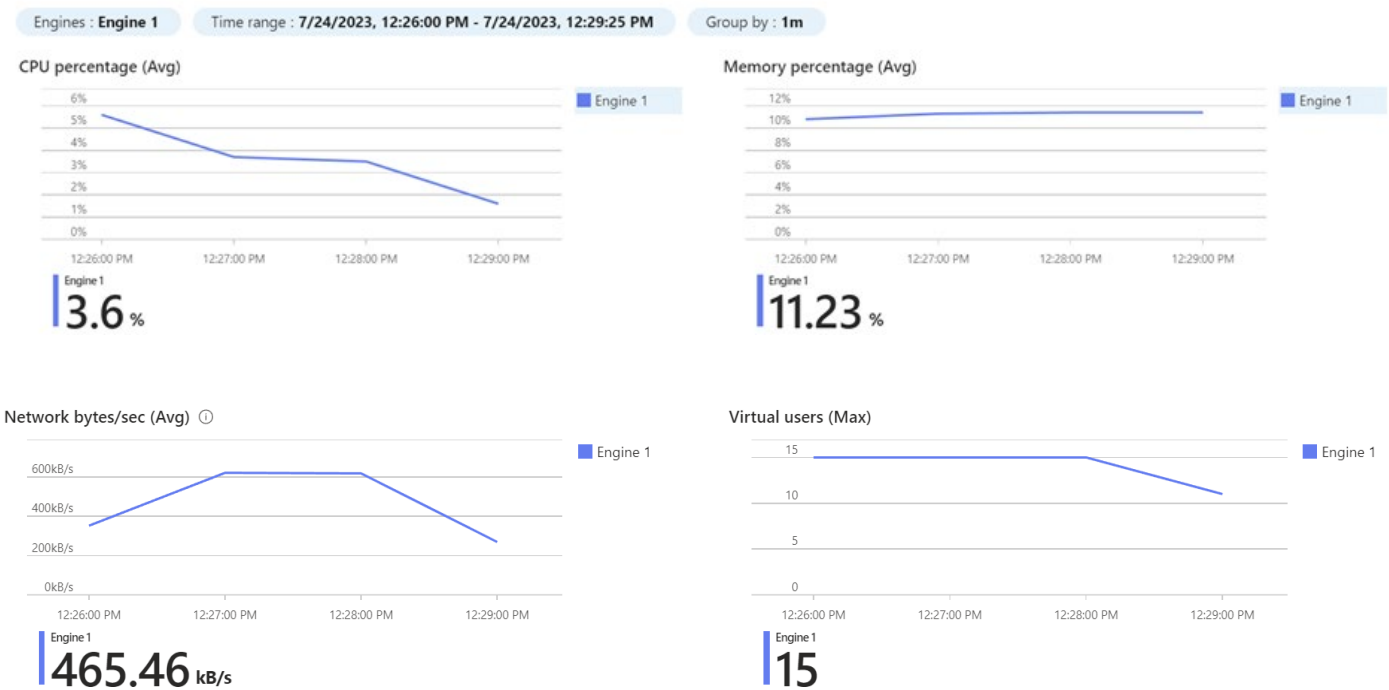 Engines : Engine 1
Time range : 7/24/2023, 12:26:00 PM - 7/24/2023, 12:29:25 PM
Group by : 1m
CPU percentage (Avg)
6%
5%
4%
3%
2%
1%
0%
12:26:00 PM
12:27:00 PM
12:28:00 PM
12:29:00 PM
Engine 1
Engine 1
3.6 %
Memory percentage (Avg)
12%
10%
8%
6%
4%
2%
0%
12:26:00 PM
12:27:00 PM
12:28:00 PM
12:29:00 PM
Engine 1
Engine 1
11.23 %
Network bytes/sec (Avg)
600kB/s
400kB/s
200kB/s
0kB/s
12:26:00 PM
12:27:00 PM
12:28:00 PM
12:29:00 PM
Engine 1
Engine 1
465.46 kB/s
Virtual users (Max)
15
10
5
0
12:26:00 PM
12:27:00 PM
12:28:00 PM
12:29:00 PM
Engine 1
Engine 1
15